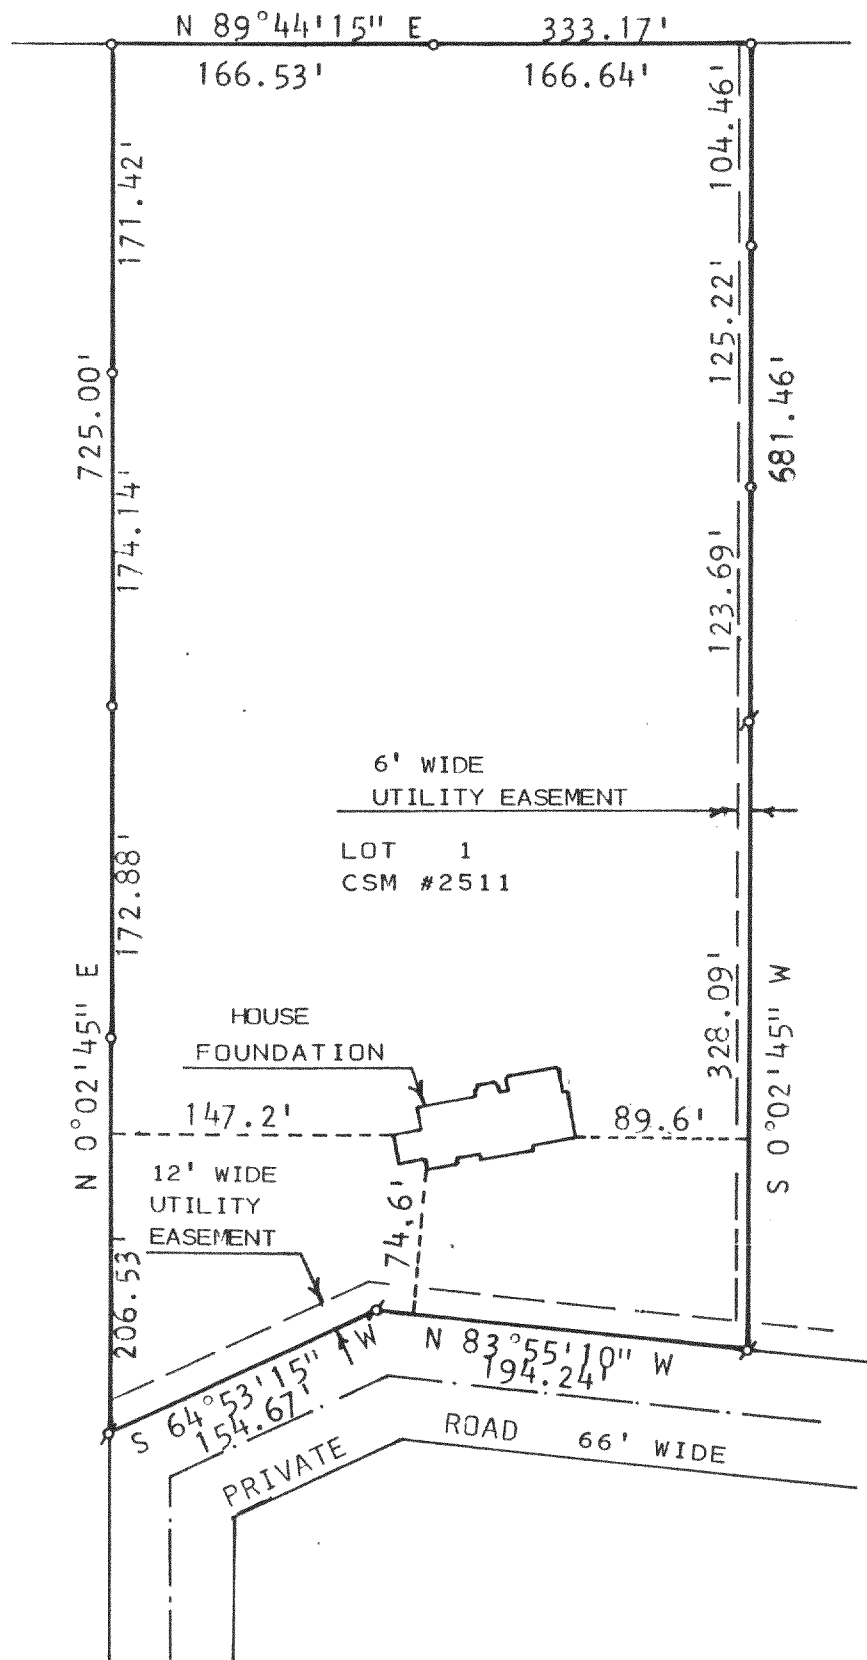 N 89°44'15" E 333.17'
166.53' 166.64'
104.46'
171.42'
125.22'
725.00'
681.46'
174.14'
123.69'
6' WIDE
UTILITY EASEMENT
LOT 1
CSM #2511
172.88'
328.09'
N 0°02'45" E
S 0°02'45" W
HOUSE
FOUNDATION
147.2'
89.6'
12' WIDE
UTILITY
EASEMENT
74.6'
206.53'
S 64°53'15" W
154.67'
N 83°55'10" W
194.24'
PRIVATE ROAD 66' WIDE